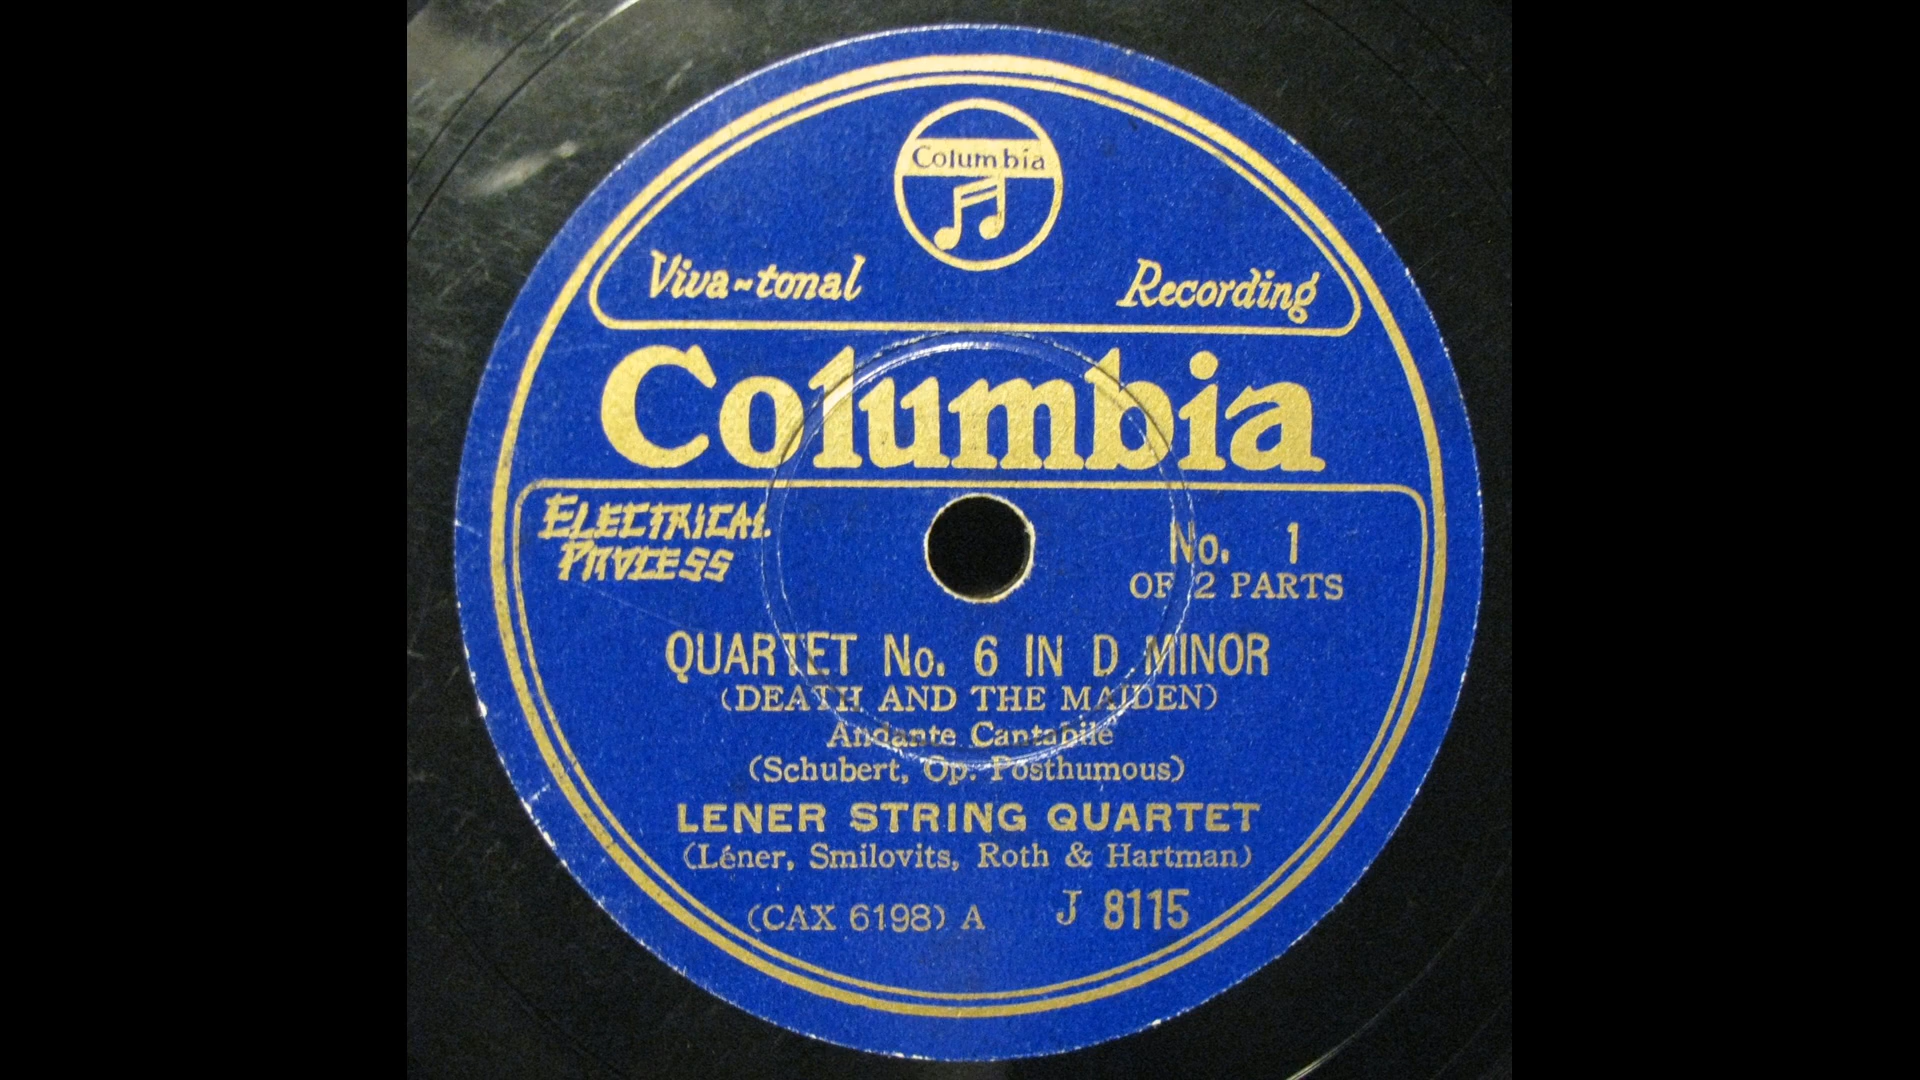 Columbia
Viva-tonal Recording
Columbia
ELECTRICAL
PROCESS
No. 1
OF 2 PARTS
QUARTET No. 6 IN D MINOR
(DEATH AND THE MAIDEN)
Andante Cantabile
(Schubert, Op. Posthumous)
LENER STRING QUARTET
(Léner, Smilovits, Roth & Hartman)
(CAX 6198) A J 8115